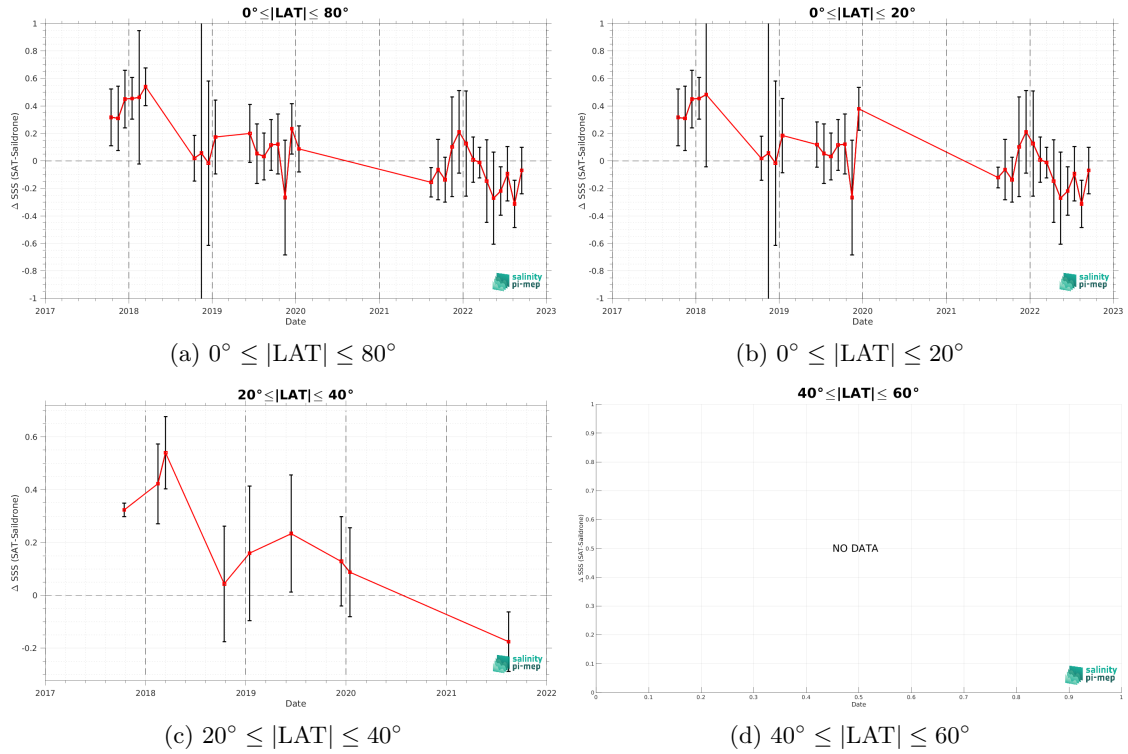 0°≤|LAT|≤ 80°
1
0.8
0.6
0.4
0.2
0
-0.2
-0.4
-0.6
-0.8
-1
Δ SSS (SAT-Saildrone)
2017 2018 2019 2020 2021 2022 2023
Date
salinity
pi-mep
(a) 0° ≤ |LAT| ≤ 80°
0°≤|LAT|≤ 20°
1
0.8
0.6
0.4
0.2
0
-0.2
-0.4
-0.6
-0.8
-1
Δ SSS (SAT-Saildrone)
2017 2018 2019 2020 2021 2022 2023
Date
salinity
pi-mep
(b) 0° ≤ |LAT| ≤ 20°
20°≤|LAT|≤ 40°
0.6
0.4
0.2
0
-0.2
Δ SSS (SAT-Saildrone)
2017 2018 2019 2020 2021 2022
Date
salinity
pi-mep
(c) 20° ≤ |LAT| ≤ 40°
40°≤|LAT|≤ 60°
1
0.9
0.8
0.7
0.6
0.5
0.4
0.3
0.2
0.1
0
Δ SSS (SAT-Saildrone)
NO DATA
0 0.1 0.2 0.3 0.4 0.5 0.6 0.7 0.8 0.9 1
Date
salinity
pi-mep
(d) 40° ≤ |LAT| ≤ 60°